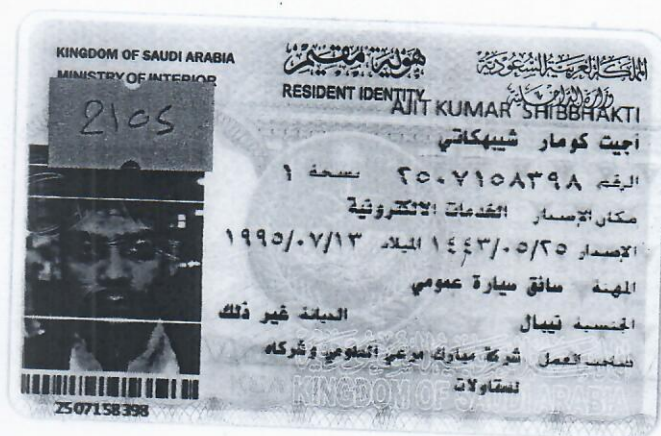 KINGDOM OF SAUDI ARABIA
MINISTRY OF INTERIOR
هوية مقيم
RESIDENT IDENTITY
المملكة العربية السعودية
وزارة الداخلية
2105
AJIT KUMAR SHIBBHAKTI
أجيت كومار شيبهكاتي
الرقم ٢٥٠٧١٥٨٣٩٨ نسخة ١
مكان الإصدار الخدمات الالكترونية
الإصدار ١٤٤٣/٠٥/٢٥ الميلاد ١٩٩٥/٠٧/١٣
المهنة سائق سيارة عمومي
الجنسية نيبال الديانة غير ذلك
صاحب العمل شركة مبارك مرعي السلومي وشركاه
للمقاولات
KINGDOM OF SAUDI ARABIA
2507158398